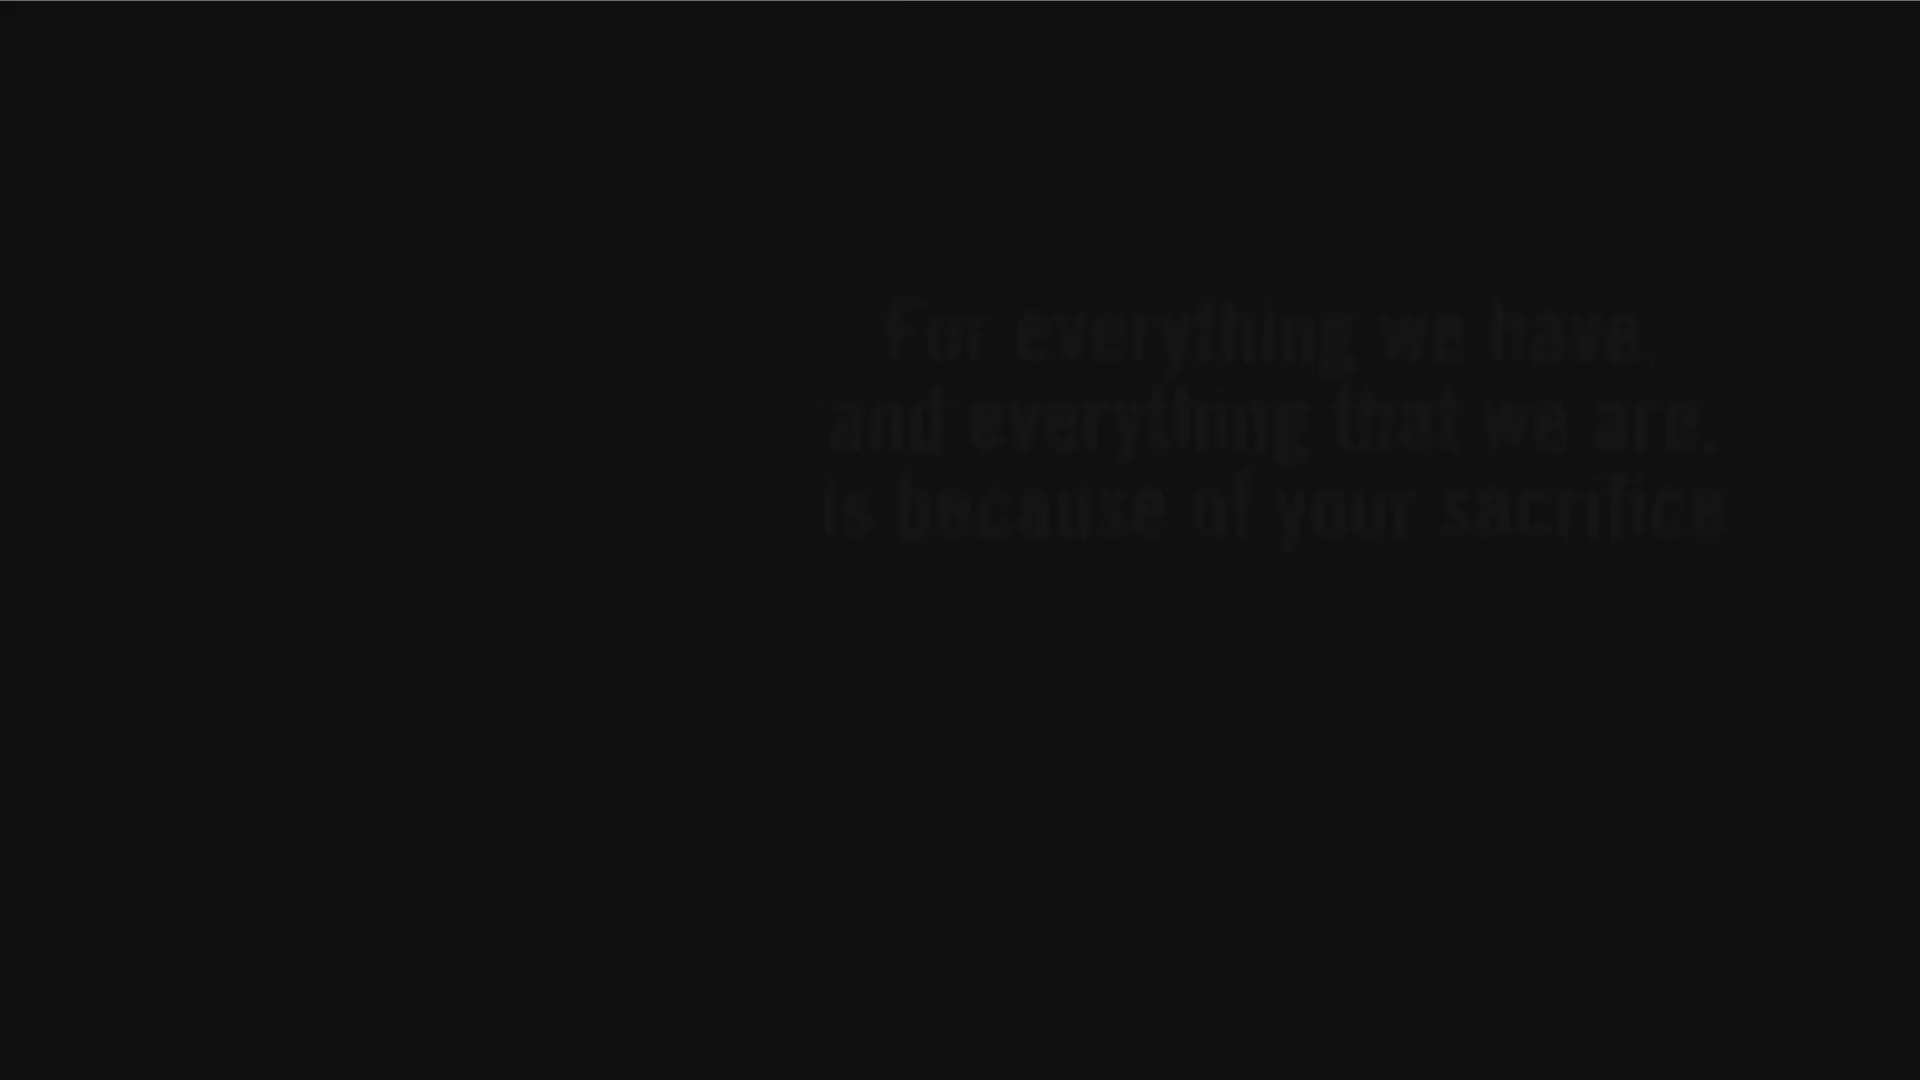 For everything we have,
and everything that we are,
is because of your sacrifice